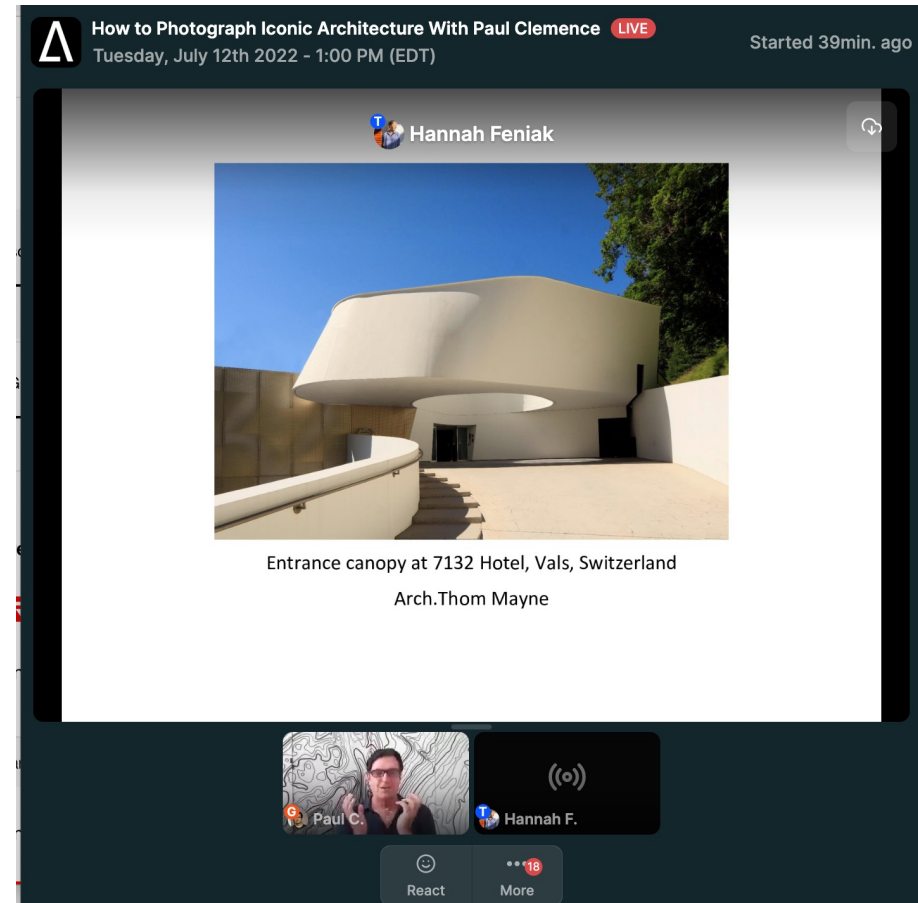 How to Photograph Iconic Architecture With Paul Clemence LIVE
Tuesday, July 12th 2022 - 1:00 PM (EDT)
Started 39min. ago
T Hannah Feniak
Entrance canopy at 7132 Hotel, Vals, Switzerland
Arch.Thom Mayne
G Paul C.
T Hannah F.
React
18
More